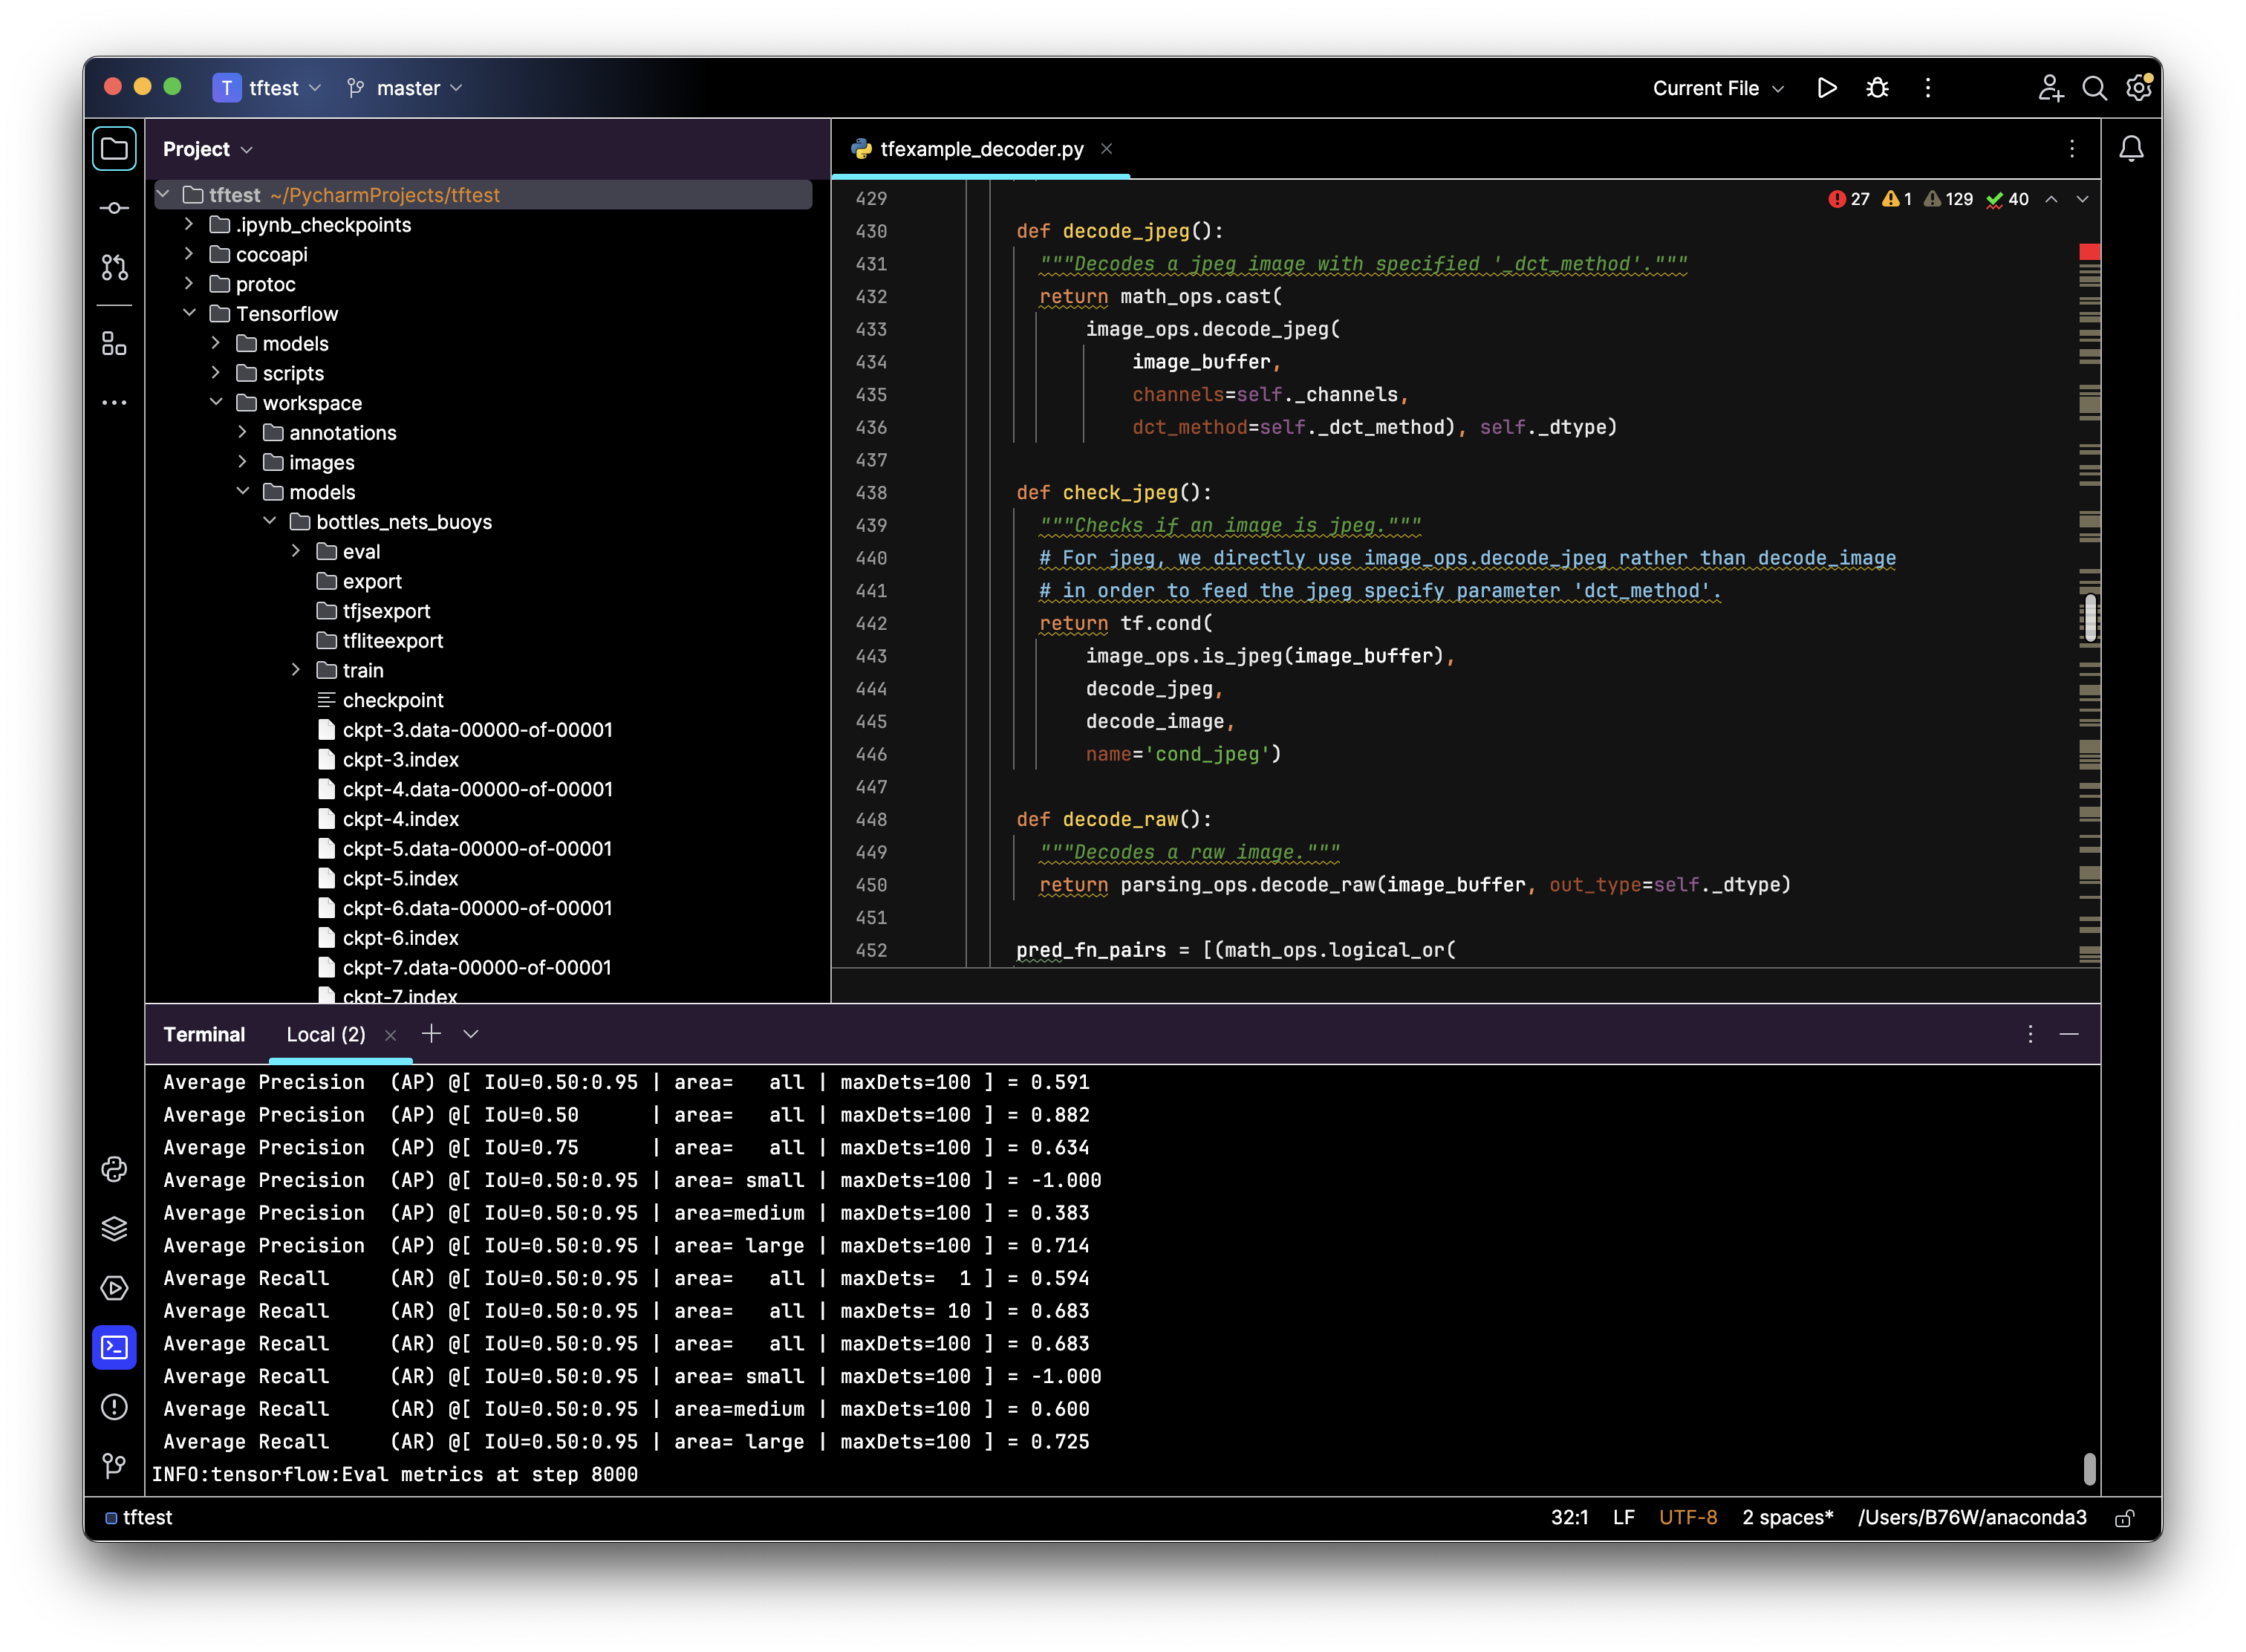 T tftest master Current File
Project
tftest ~/PycharmProjects/tftest
.ipynb_checkpoints
cocoapi
protoc
Tensorflow
models
scripts
workspace
annotations
images
models
bottles_nets_buoys
eval
export
tfjsexport
tfliteexport
train
checkpoint
ckpt-3.data-00000-of-00001
ckpt-3.index
ckpt-4.data-00000-of-00001
ckpt-4.index
ckpt-5.data-00000-of-00001
ckpt-5.index
ckpt-6.data-00000-of-00001
ckpt-6.index
ckpt-7.data-00000-of-00001
ckpt-7.index
tfexample_decoder.py
27 1 129 40
429
430 def decode_jpeg():
431 """Decodes a jpeg image with specified '_dct_method'."""
432 return math_ops.cast(
433 image_ops.decode_jpeg(
434 image_buffer,
435 channels=self._channels,
436 dct_method=self._dct_method), self._dtype)
437
438 def check_jpeg():
439 """Checks if an image is jpeg."""
440 # For jpeg, we directly use image_ops.decode_jpeg rather than decode_image
441 # in order to feed the jpeg specify parameter 'dct_method'.
442 return tf.cond(
443 image_ops.is_jpeg(image_buffer),
444 decode_jpeg,
445 decode_image,
446 name='cond_jpeg')
447
448 def decode_raw():
449 """Decodes a raw image."""
450 return parsing_ops.decode_raw(image_buffer, out_type=self._dtype)
451
452 pred_fn_pairs = [(math_ops.logical_or(
Terminal Local (2)
Average Precision  (AP) @[ IoU=0.50:0.95 | area=   all | maxDets=100 ] = 0.591
Average Precision  (AP) @[ IoU=0.50      | area=   all | maxDets=100 ] = 0.882
Average Precision  (AP) @[ IoU=0.75      | area=   all | maxDets=100 ] = 0.634
Average Precision  (AP) @[ IoU=0.50:0.95 | area= small | maxDets=100 ] = -1.000
Average Precision  (AP) @[ IoU=0.50:0.95 | area=medium | maxDets=100 ] = 0.383
Average Precision  (AP) @[ IoU=0.50:0.95 | area= large | maxDets=100 ] = 0.714
Average Recall     (AR) @[ IoU=0.50:0.95 | area=   all | maxDets=  1 ] = 0.594
Average Recall     (AR) @[ IoU=0.50:0.95 | area=   all | maxDets= 10 ] = 0.683
Average Recall     (AR) @[ IoU=0.50:0.95 | area=   all | maxDets=100 ] = 0.683
Average Recall     (AR) @[ IoU=0.50:0.95 | area= small | maxDets=100 ] = -1.000
Average Recall     (AR) @[ IoU=0.50:0.95 | area=medium | maxDets=100 ] = 0.600
Average Recall     (AR) @[ IoU=0.50:0.95 | area= large | maxDets=100 ] = 0.725
INFO:tensorflow:Eval metrics at step 8000
tftest 32:1 LF UTF-8 2 spaces* /Users/B76W/anaconda3